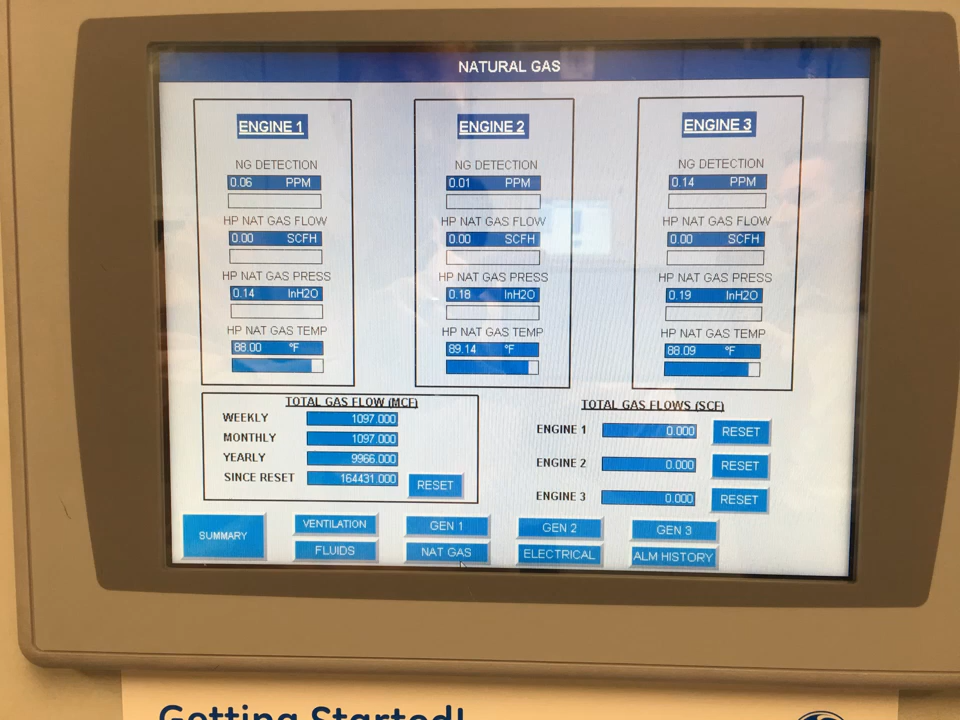 NATURAL GAS
ENGINE 1
NG DETECTION
0.06 PPM
HP NAT GAS FLOW
0.00 SCFH
HP NAT GAS PRESS
0.14 InH2O
HP NAT GAS TEMP
88.00 °F
ENGINE 2
NG DETECTION
0.01 PPM
HP NAT GAS FLOW
0.00 SCFH
HP NAT GAS PRESS
0.18 InH2O
HP NAT GAS TEMP
89.14 °F
ENGINE 3
NG DETECTION
0.14 PPM
HP NAT GAS FLOW
0.00 SCFH
HP NAT GAS PRESS
0.19 InH2O
HP NAT GAS TEMP
88.09 °F
TOTAL GAS FLOW (MCF)
WEEKLY 1097.000
MONTHLY 1097.000
YEARLY 9966.000
SINCE RESET 164431.000 RESET
TOTAL GAS FLOWS (SCF)
ENGINE 1 0.000 RESET
ENGINE 2 0.000 RESET
ENGINE 3 0.000 RESET
SUMMARY
VENTILATION GEN 1 GEN 2 GEN 3
FLUIDS NAT GAS ELECTRICAL ALM HISTORY
Getting Started!